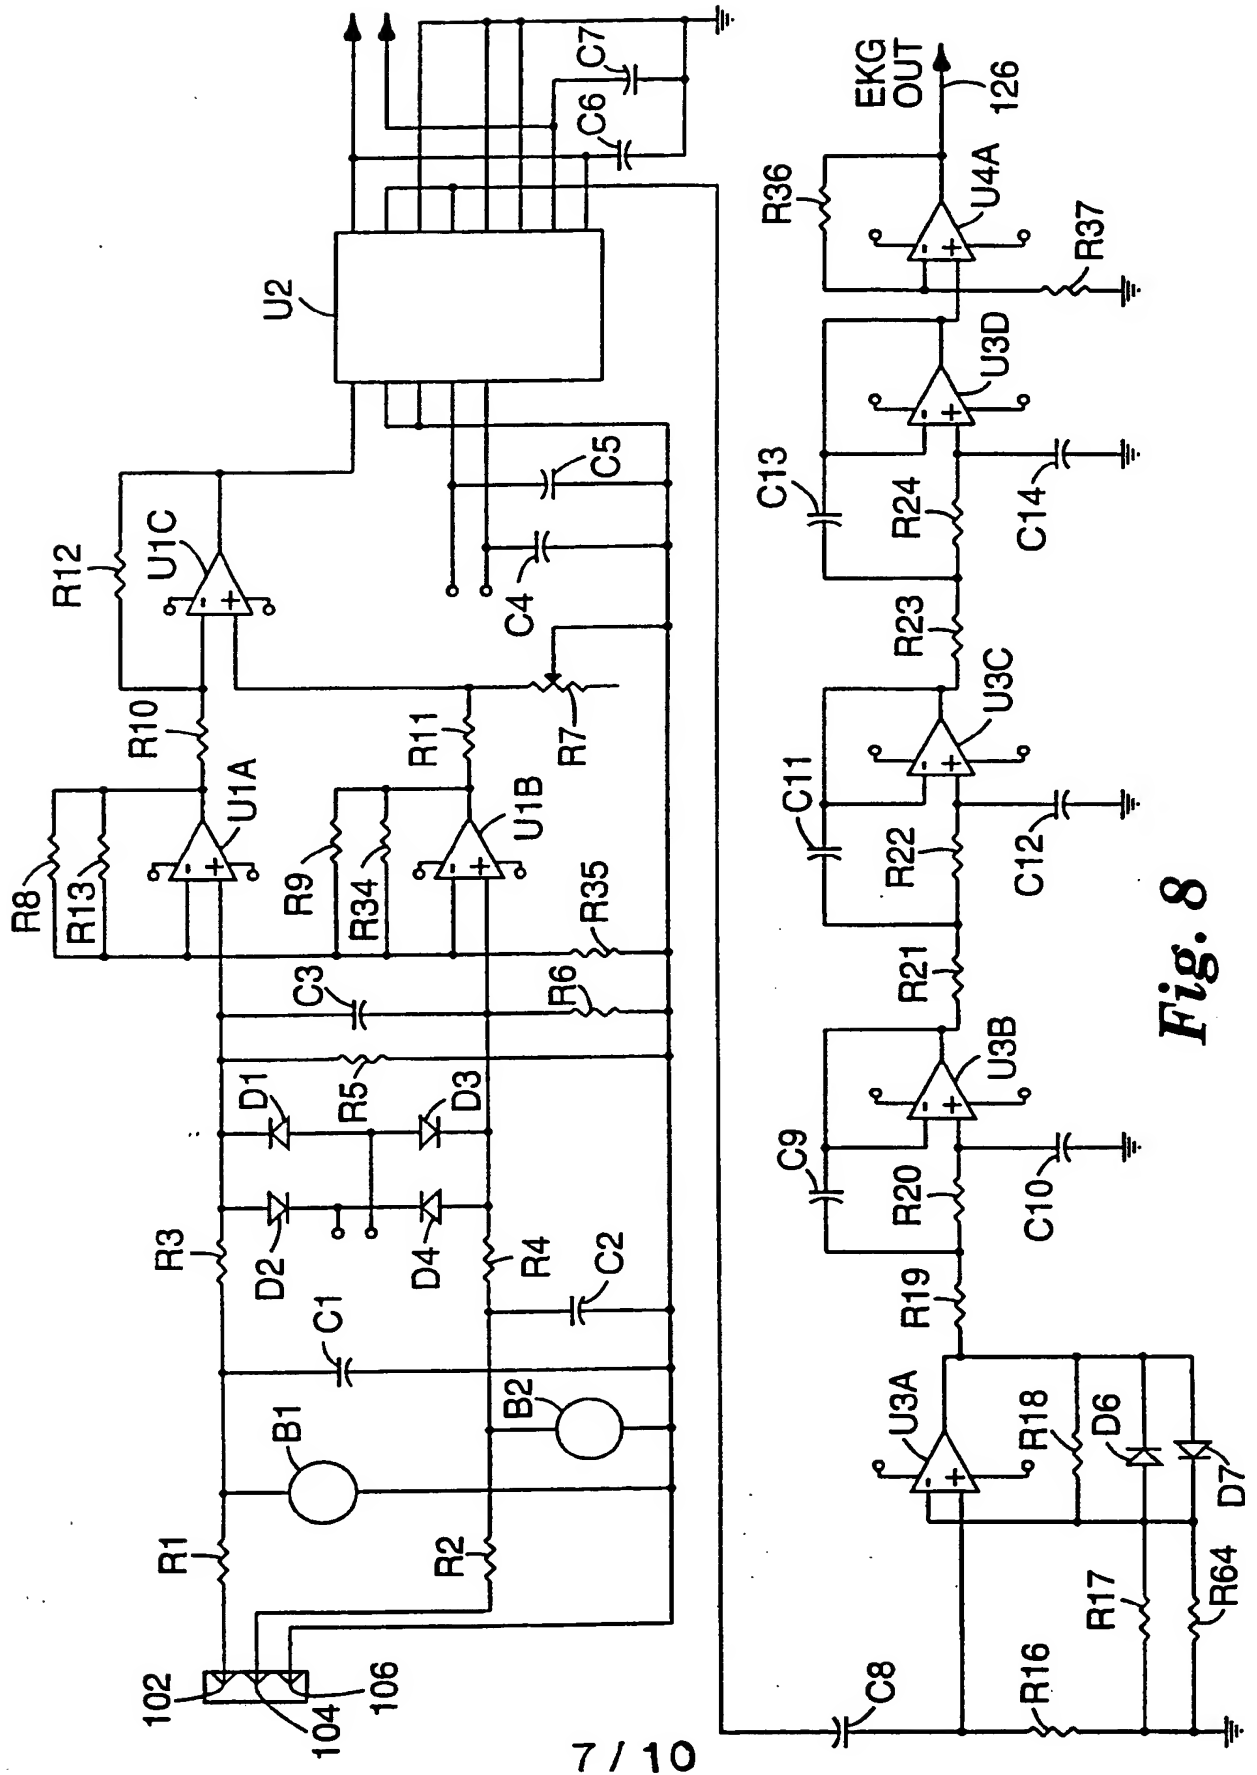 R8
R13
U1A
R10
R12
U1C
U2
C6
C7
R9
R34
U1B
R11
R7
C4
C5
R35
C3
R6
R3
D1
D2
R5
D3
D4
R4
C1
C2
B1
B2
R1
R2
102
104
106
7 / 10
C8
R16
R17
R64
U3A
R18
D6
D7
R19
C9
R20
C10
U3B
R21
C11
R22
C12
U3C
R23
C13
R24
C14
U3D
R36
U4A
R37
EKG
OUT
126
- +
- +
- +
- +
- +
- +
- +
- +
Fig. 8